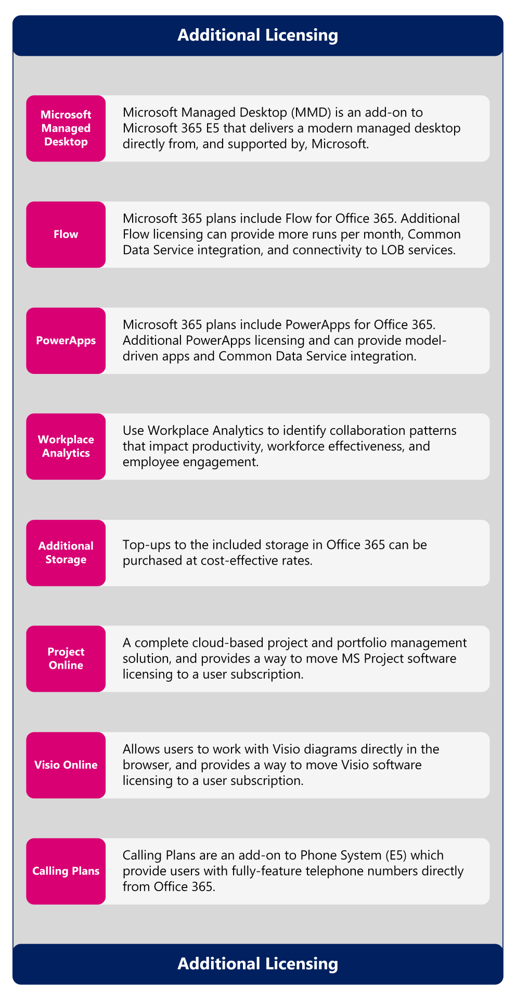 Additional Licensing
Microsoft
Managed
Desktop
Microsoft Managed Desktop (MMD) is an add-on to
Microsoft 365 E5 that delivers a modern managed desktop
directly from, and supported by, Microsoft.
Flow
Microsoft 365 plans include Flow for Office 365. Additional
Flow licensing can provide more runs per month, Common
Data Service integration, and connectivity to LOB services.
PowerApps
Microsoft 365 plans include PowerApps for Office 365.
Additional PowerApps licensing and can provide model-
driven apps and Common Data Service integration.
Workplace
Analytics
Use Workplace Analytics to identify collaboration patterns
that impact productivity, workforce effectiveness, and
employee engagement.
Additional
Storage
Top-ups to the included storage in Office 365 can be
purchased at cost-effective rates.
Project
Online
A complete cloud-based project and portfolio management
solution, and provides a way to move MS Project software
licensing to a user subscription.
Visio Online
Allows users to work with Visio diagrams directly in the
browser, and provides a way to move Visio software
licensing to a user subscription.
Calling Plans
Calling Plans are an add-on to Phone System (E5) which
provide users with fully-feature telephone numbers directly
from Office 365.
Additional Licensing